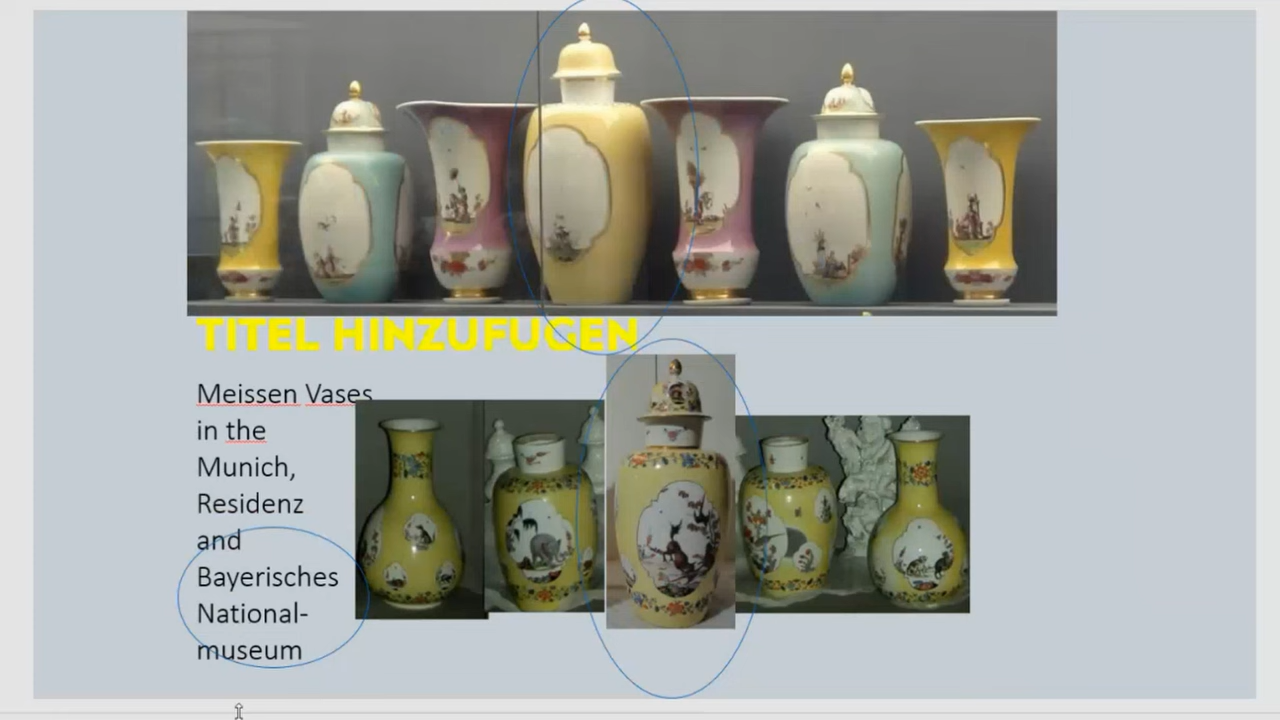 TITEL HINZUFÜGEN
Meissen Vases
in the
Munich,
Residenz
and
Bayerisches
National-
museum